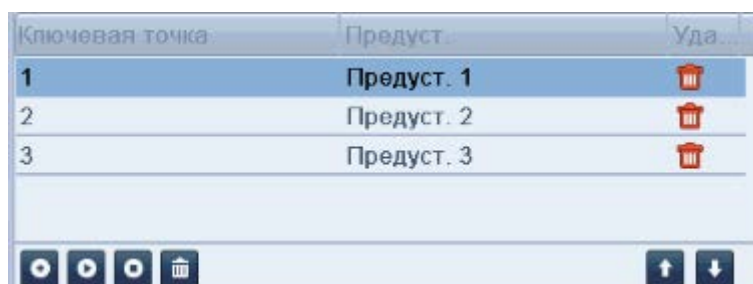 Ключевая точка Предуст. Уда...
1 Предуст. 1
2 Предуст. 2
3 Предуст. 3